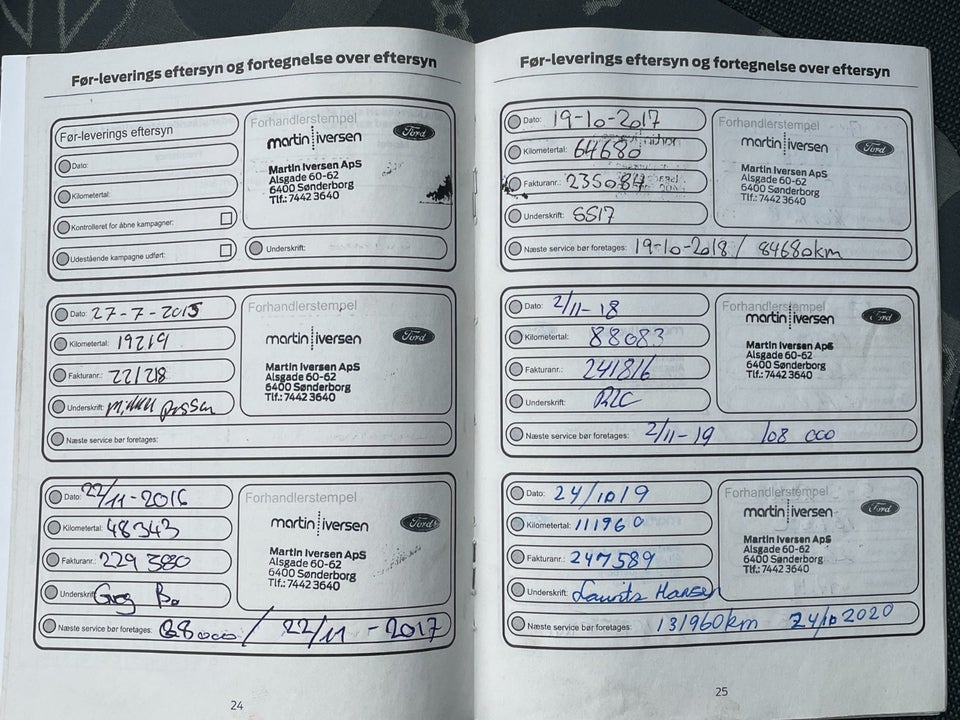 Før-leverings eftersyn og fortegnelse over eftersyn
Før-leverings eftersyn
Dato:
Kilometertal:
Kontrolleret for åbne kampagner:
Udestående kampagne udført:
Forhandlerstempel
martin iversen
Ford
Martin Iversen ApS
Alsgade 60-62
6400 Sønderborg
Tlf.: 7442 3640
Underskrift:
Dato: 27-7-2015
Kilometertal: 19219
Fakturanr.: 221218
Underskrift:
Næste service bør foretages:
Forhandlerstempel
martin iversen
Ford
Martin Iversen ApS
Alsgade 60-62
6400 Sønderborg
Tlf.: 7442 3640
Dato: 22/11-2016
Kilometertal: 48343
Fakturanr.: 229380
Underskrift:
Næste service bør foretages: 68000 / 22/11 - 2017
Forhandlerstempel
martin iversen
Ford
Martin Iversen ApS
Alsgade 60-62
6400 Sønderborg
Tlf.: 7442 3640
24
Før-leverings eftersyn og fortegnelse over eftersyn
Dato: 19-10-2017
Kilometertal: 64680
Fakturanr.: 235084
Underskrift: SS17
Næste service bør foretages: 19-10-2018 / 84680km
Forhandlerstempel
martin iversen
Ford
Martin Iversen ApS
Alsgade 60-62
6400 Sønderborg
Tlf.: 7442 3640
Dato: 2/11-18
Kilometertal: 88083
Fakturanr.: 241816
Underskrift:
Næste service bør foretages: 2/11-19 108 000
Forhandlerstempel
martin iversen
Ford
Martin Iversen ApS
Alsgade 60-62
6400 Sønderborg
Tlf.: 7442 3640
Dato: 24/10/19
Kilometertal: 111960
Fakturanr.: 247589
Underskrift: Laurits Hansen
Næste service bør foretages: 131960km 24/10 2020
Forhandlerstempel
martin iversen
Ford
Martin Iversen ApS
Alsgade 60-62
6400 Sønderborg
Tlf.: 7442 3640
25